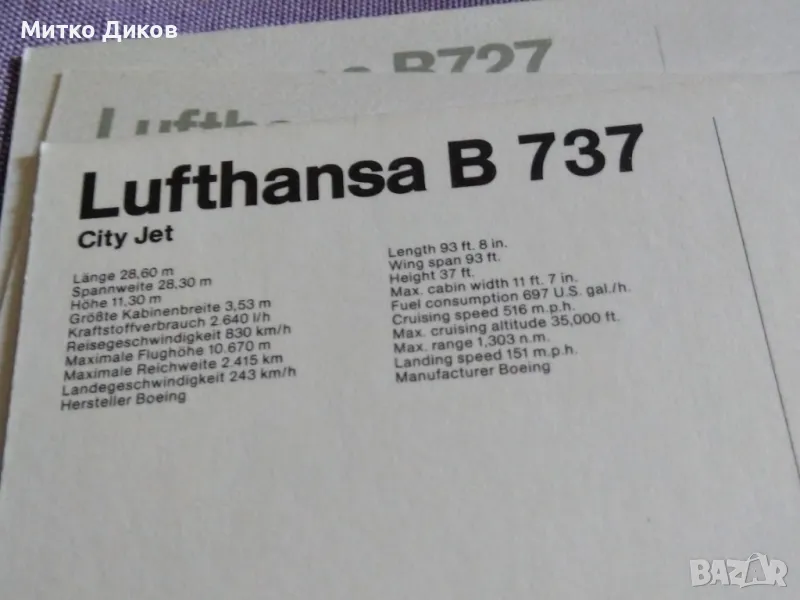 Митко Диков
Lufthansa B727
Lufthansa B 737
City Jet
Länge 28,60 m
Spannweite 28,30 m
Höhe 11,30 m
Größte Kabinenbreite 3,53 m
Kraftstoffverbrauch 2.640 l/h
Reisegeschwindigkeit 830 km/h
Maximale Flughöhe 10.670 m
Maximale Reichweite 2.415 km
Landegeschwindigkeit 243 km/h
Hersteller Boeing
Length 93 ft. 8 in.
Wing span 93 ft.
Height 37 ft.
Max. cabin width 11 ft. 7 in.
Fuel consumption 697 U.S. gal./h.
Cruising speed 516 m.p.h.
Max. cruising altitude 35,000 ft.
Max. range 1,303 n.m.
Landing speed 151 m.p.h.
Manufacturer Boeing
BAZAR